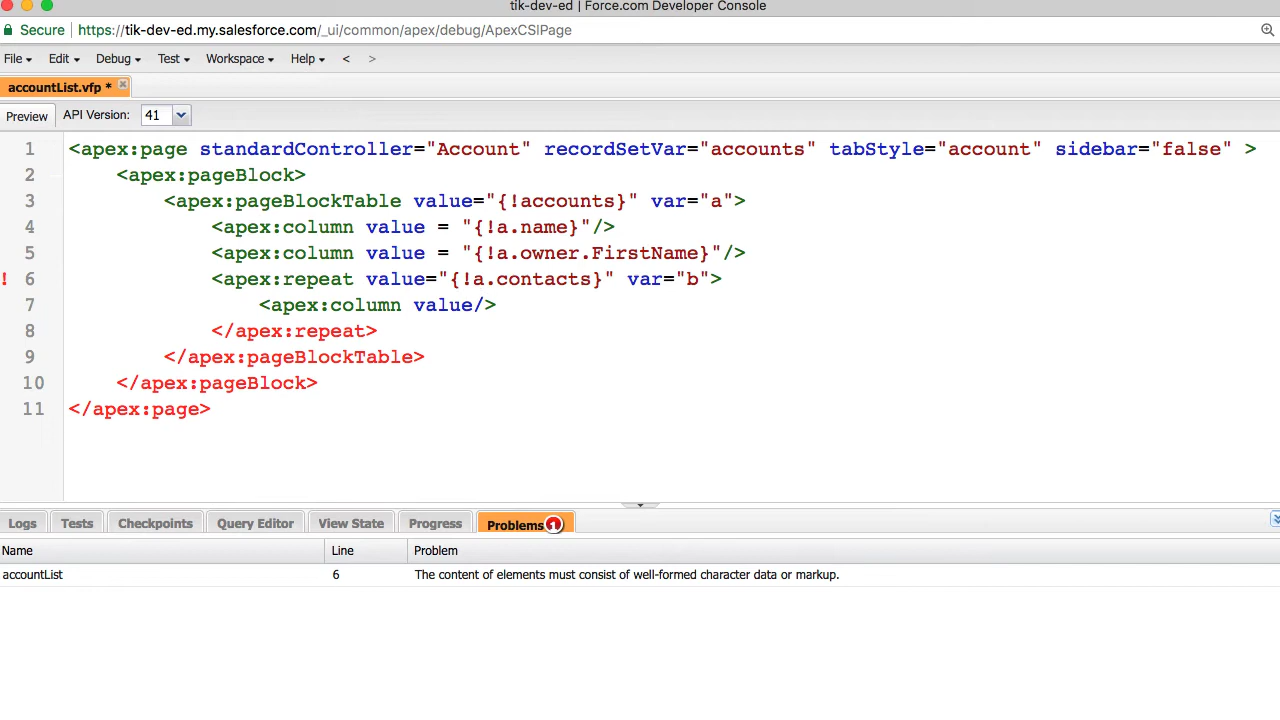 tik-dev-ed | Force.com Developer Console
Secure | https://tik-dev-ed.my.salesforce.com/_ui/common/apex/debug/ApexCSIPage
File Edit Debug Test Workspace Help < >
accountList.vfp *
Preview API Version: 41
1 <apex:page standardController="Account" recordSetVar="accounts" tabStyle="account" sidebar="false" >
2 <apex:pageBlock>
3 <apex:pageBlockTable value="{!accounts}" var="a">
4 <apex:column value = "{!a.name}"/>
5 <apex:column value = "{!a.owner.FirstName}"/>
! 6 <apex:repeat value="{!a.contacts}" var="b">
7 <apex:column value/>
8 </apex:repeat>
9 </apex:pageBlockTable>
10 </apex:pageBlock>
11 </apex:page>
Logs Tests Checkpoints Query Editor View State Progress Problems 1
Name Line Problem
accountList 6 The content of elements must consist of well-formed character data or markup.